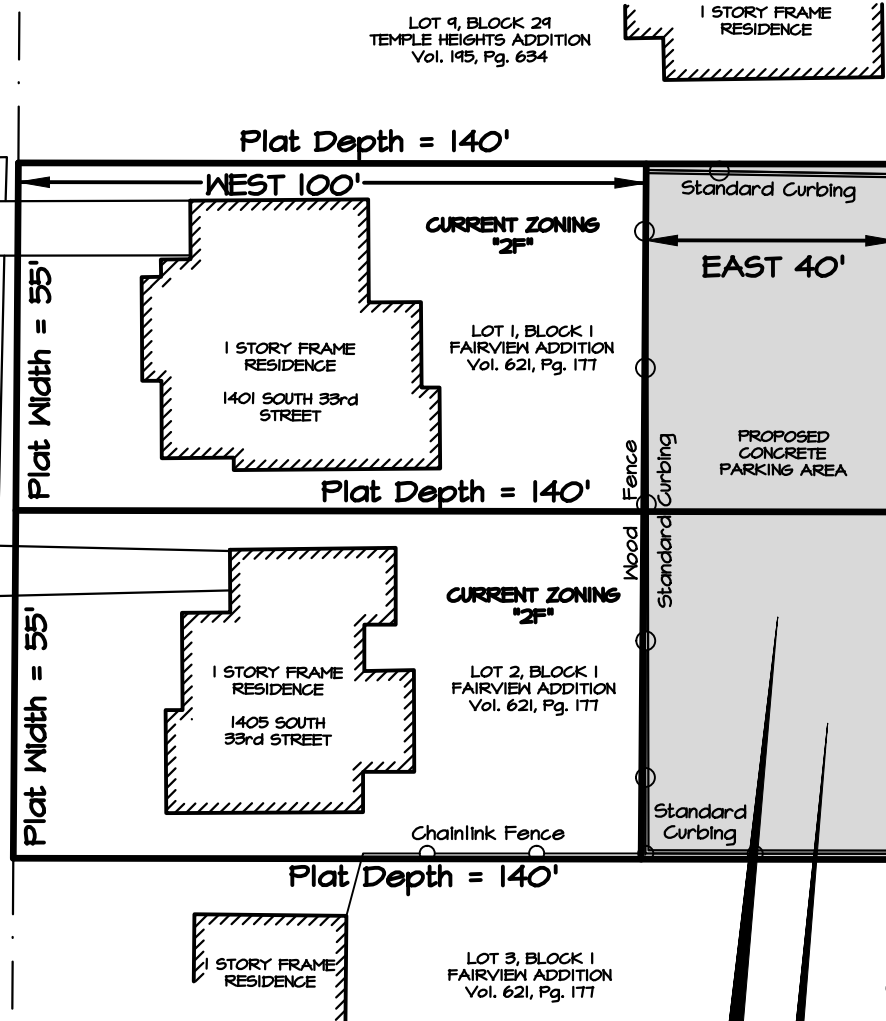 LOT 9, BLOCK 29
TEMPLE HEIGHTS ADDITION
Vol. 195, Pg. 634
1 STORY FRAME
RESIDENCE
Plat Depth = 140'
WEST 100'
Standard Curbing
CURRENT ZONING
"2F"
EAST 40'
Plat Width = 55'
1 STORY FRAME
RESIDENCE
1401 SOUTH 33rd
STREET
LOT 1, BLOCK 1
FAIRVIEW ADDITION
Vol. 621, Pg. 177
PROPOSED
CONCRETE
PARKING AREA
Wood Fence
Standard Curbing
Plat Depth = 140'
CURRENT ZONING
"2F"
Plat Width = 55'
1 STORY FRAME
RESIDENCE
1405 SOUTH
33rd STREET
LOT 2, BLOCK 1
FAIRVIEW ADDITION
Vol. 621, Pg. 177
Chainlink Fence
Standard
Curbing
Plat Depth = 140'
1 STORY FRAME
RESIDENCE
LOT 3, BLOCK 1
FAIRVIEW ADDITION
Vol. 621, Pg. 177